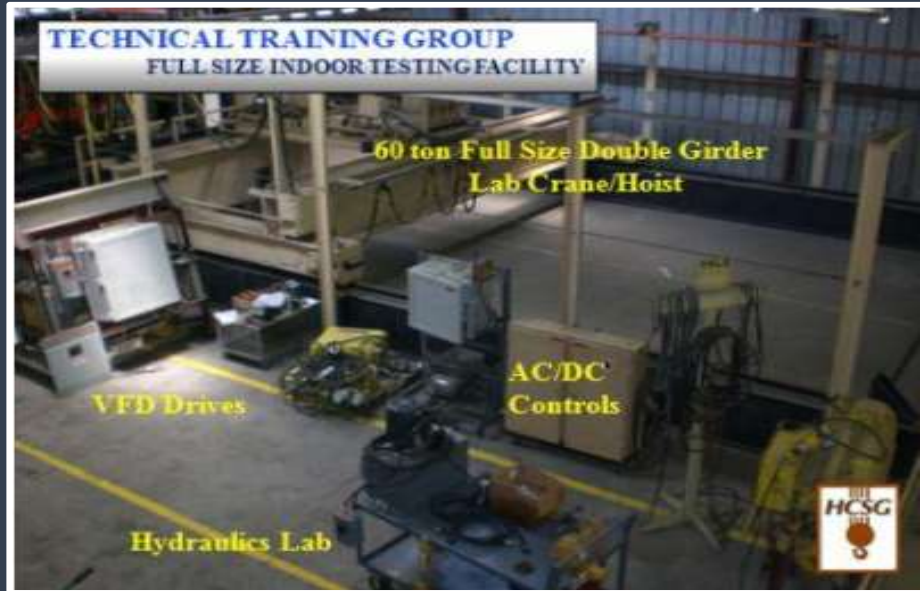 TECHNICAL TRAINING GROUP
FULL SIZE INDOOR TESTING FACILITY
60 ton Full Size Double Girder
Lab Crane/Hoist
AC/DC
Controls
VFD Drives
Hydraulics Lab
HCSG